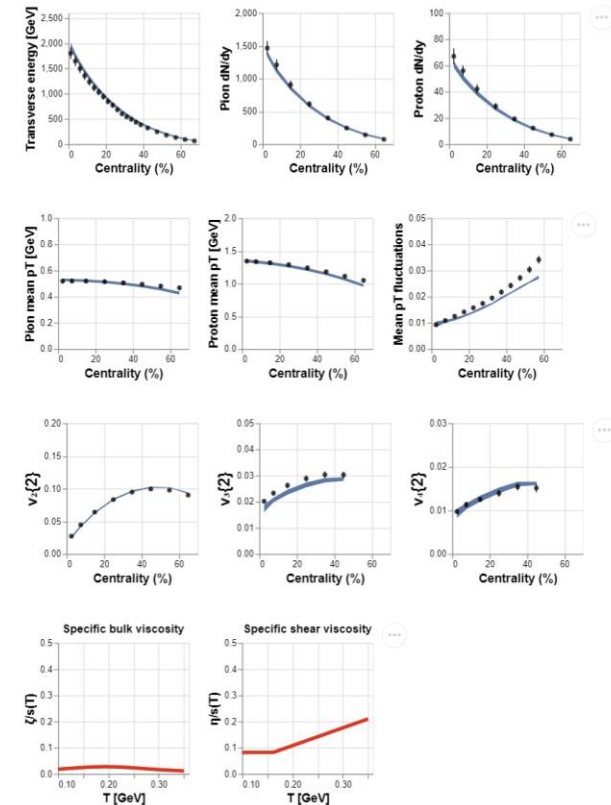 Transverse energy [GeV]
2,500
2,000
1,500
1,000
500
0
0 20 40 60
Centrality (%)
Pion dN/dy
2,000
1,500
1,000
500
0
0 20 40 60
Centrality (%)
Proton dN/dy
100
80
60
40
20
0
0 20 40 60
Centrality (%)
Pion mean pT [GeV]
1.0
0.8
0.6
0.4
0.2
0.0
0 20 40 60
Centrality (%)
Proton mean pT [GeV]
2.0
1.5
1.0
0.5
0.0
0 20 40 60
Centrality (%)
Mean pT fluctuations
0.05
0.04
0.03
0.02
0.01
0.00
0 20 40 60
Centrality (%)
v₂{2}
0.20
0.15
0.10
0.05
0.00
0 20 40 60
Centrality (%)
v₃{2}
0.05
0.04
0.03
0.02
0.01
0.00
0 20 40 60
Centrality (%)
v₄{2}
0.03
0.02
0.01
0.00
0 20 40 60
Centrality (%)
Specific bulk viscosity
ζ/s(T)
0.5
0.4
0.3
0.2
0.1
0.0
0.10 0.20 0.30
T [GeV]
Specific shear viscosity
η/s(T)
0.5
0.4
0.3
0.2
0.1
0.0
0.10 0.20 0.30
T [GeV]